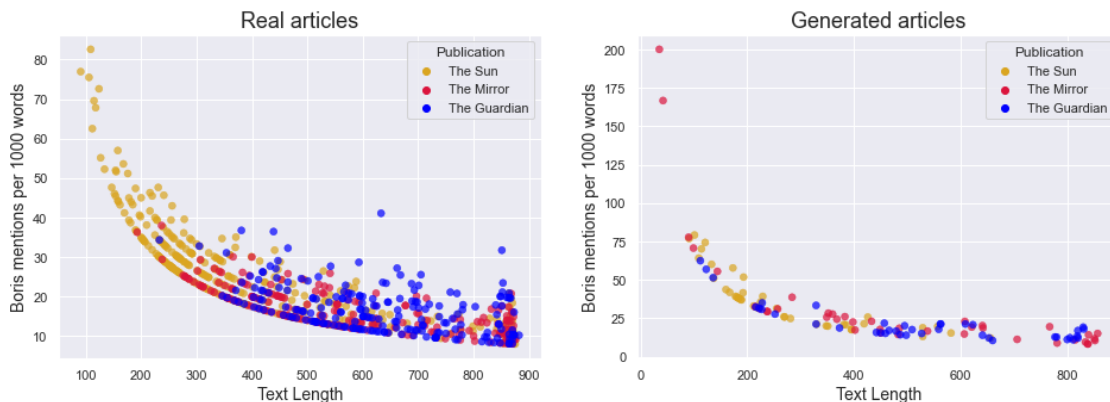 Real articles
Boris mentions per 1000 words
80
70
60
50
40
30
20
10
100
200
300
400
500
600
700
800
900
Text Length
Publication
The Sun
The Mirror
The Guardian
Generated articles
Boris mentions per 1000 words
200
175
150
125
100
75
50
25
0
0
200
400
600
800
Text Length
Publication
The Sun
The Mirror
The Guardian